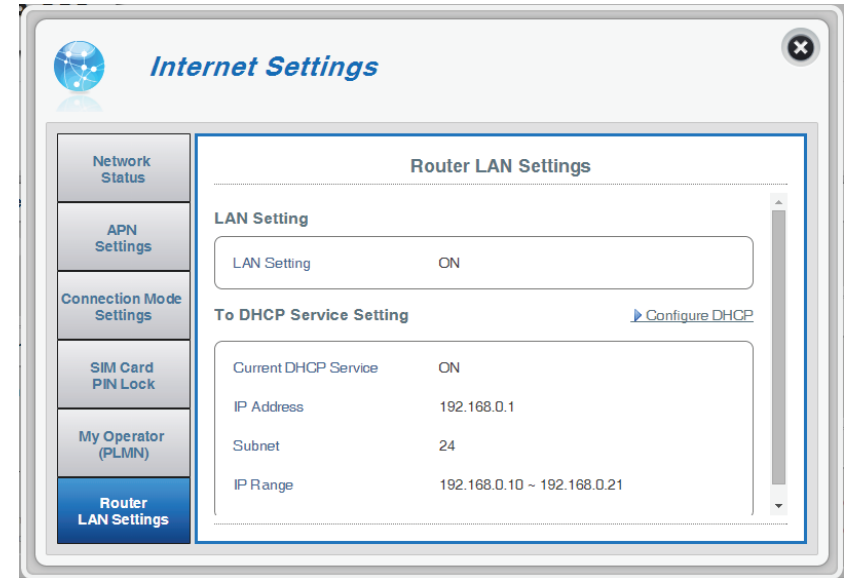 Internet Settings
Network
Status
APN
Settings
Connection Mode
Settings
SIM Card
PIN Lock
My Operator
(PLMN)
Router
LAN Settings
Router LAN Settings
LAN Setting
LAN Setting ON
To DHCP Service Setting Configure DHCP
Current DHCP Service ON
IP Address 192.168.0.1
Subnet 24
IP Range 192.168.0.10 ~ 192.168.0.21